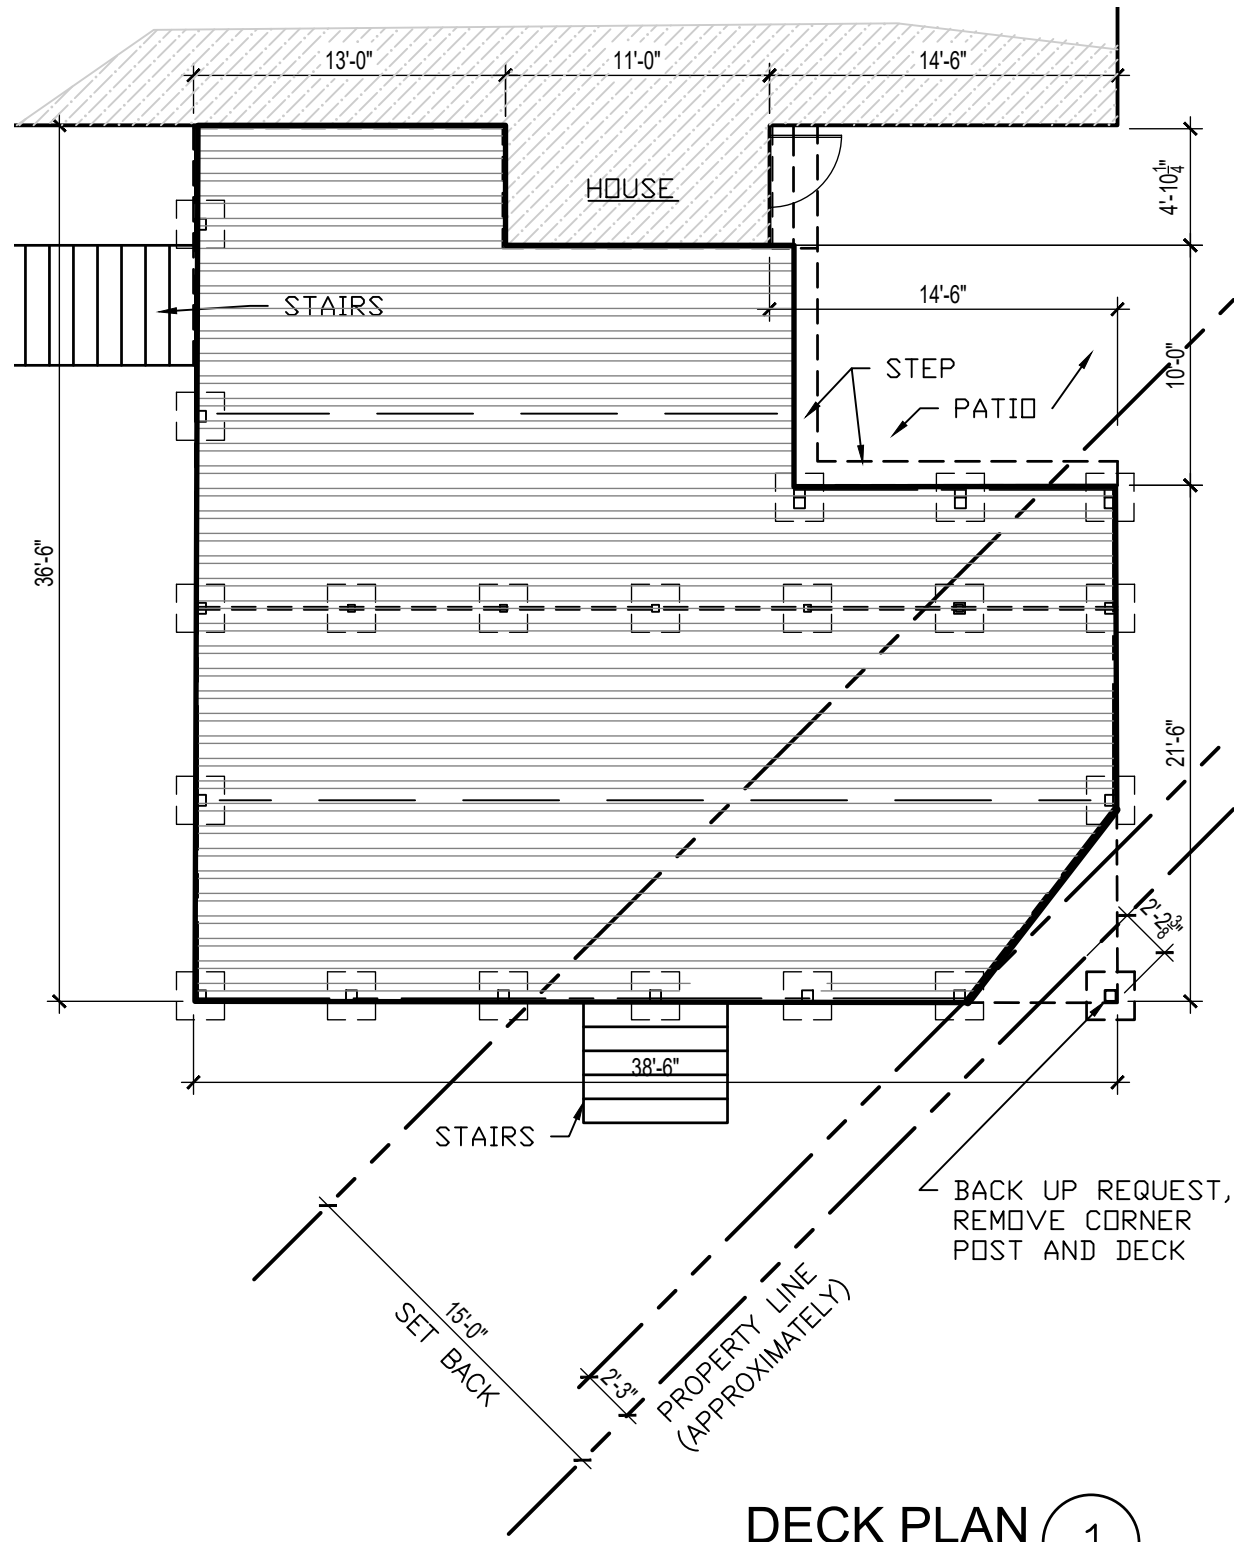 13'-0"
11'-0"
14'-6"
4'-10 1/4"
HOUSE
14'-6"
STAIRS
10'-0"
STEP
PATIO
36'-6"
21'-6"
2'-2 3/8"
38'-6"
STAIRS
BACK UP REQUEST,
REMOVE CORNER
POST AND DECK
15'-0"
SET BACK
PROPERTY LINE
(APPROXIMATELY)
2'-3"
DECK PLAN
1